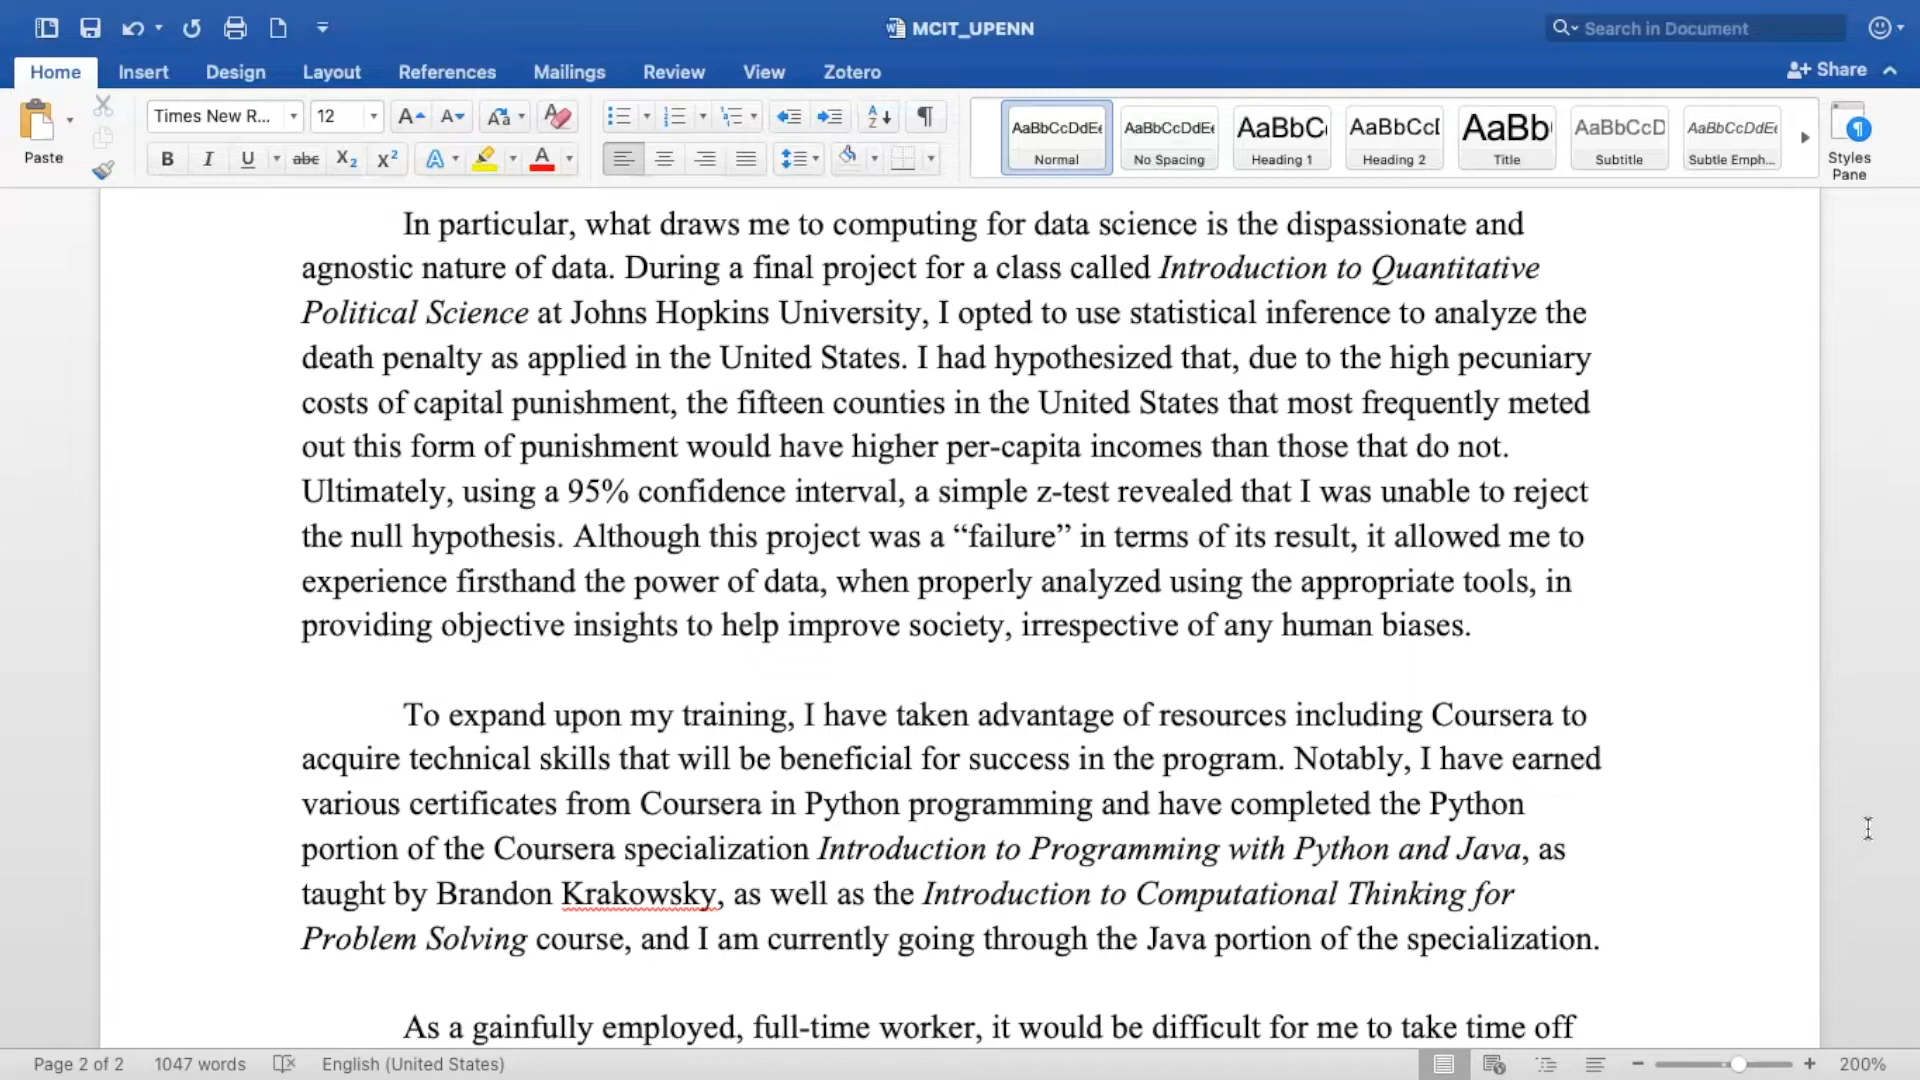 MCIT_UPENN
Search in Document
Home Insert Design Layout References Mailings Review View Zotero Share
Paste
Times New R... 12
B I U abc X2 X2
AaBbCcDdEe AaBbCcDdEe AaBbC AaBbCcI AaBb AaBbCcD AaBbCcDdEe
Normal No Spacing Heading 1 Heading 2 Title Subtitle Subtle Emph...
Styles
Pane
In particular, what draws me to computing for data science is the dispassionate and
agnostic nature of data. During a final project for a class called Introduction to Quantitative
Political Science at Johns Hopkins University, I opted to use statistical inference to analyze the
death penalty as applied in the United States. I had hypothesized that, due to the high pecuniary
costs of capital punishment, the fifteen counties in the United States that most frequently meted
out this form of punishment would have higher per-capita incomes than those that do not.
Ultimately, using a 95% confidence interval, a simple z-test revealed that I was unable to reject
the null hypothesis. Although this project was a “failure” in terms of its result, it allowed me to
experience firsthand the power of data, when properly analyzed using the appropriate tools, in
providing objective insights to help improve society, irrespective of any human biases.
To expand upon my training, I have taken advantage of resources including Coursera to
acquire technical skills that will be beneficial for success in the program. Notably, I have earned
various certificates from Coursera in Python programming and have completed the Python
portion of the Coursera specialization Introduction to Programming with Python and Java, as
taught by Brandon Krakowsky, as well as the Introduction to Computational Thinking for
Problem Solving course, and I am currently going through the Java portion of the specialization.
As a gainfully employed, full-time worker, it would be difficult for me to take time off
Page 2 of 2 1047 words English (United States) 200%